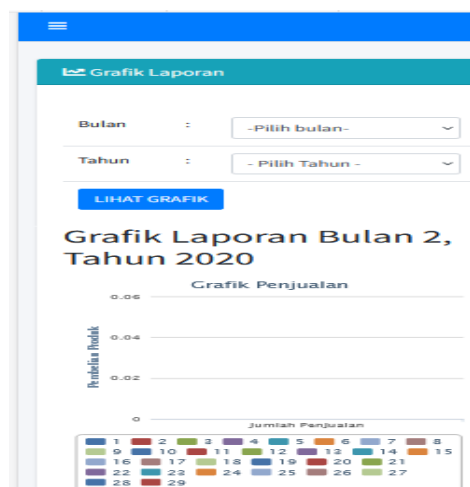 Grafik Laporan
Bulan : -Pilih bulan-
Tahun : - Pilih Tahun -
LIHAT GRAFIK
Grafik Laporan Bulan 2,
Tahun 2020
Grafik Penjualan
0.06
0.04
0.02
0
Pembelian Produk
Jumlah Penjualan
1 2 3 4 5 6 7 8
9 10 11 12 13 14 15
16 17 18 19 20 21
22 23 24 25 26 27
28 29